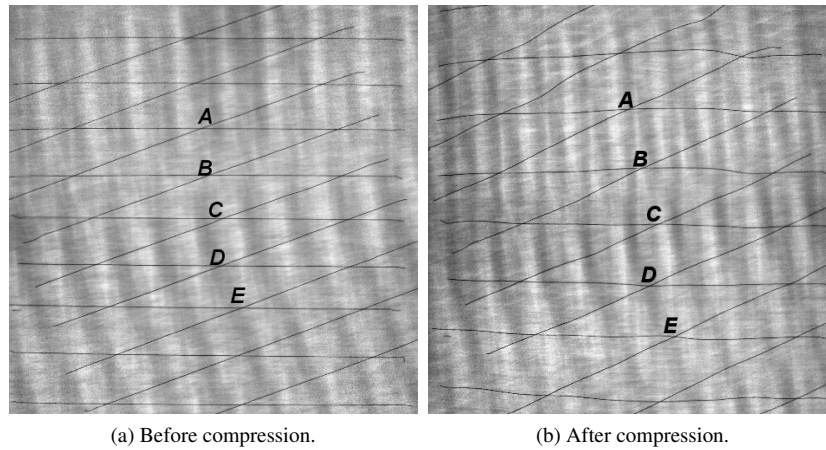 A
B
C
D
E
(a) Before compression.
A
B
C
D
E
(b) After compression.